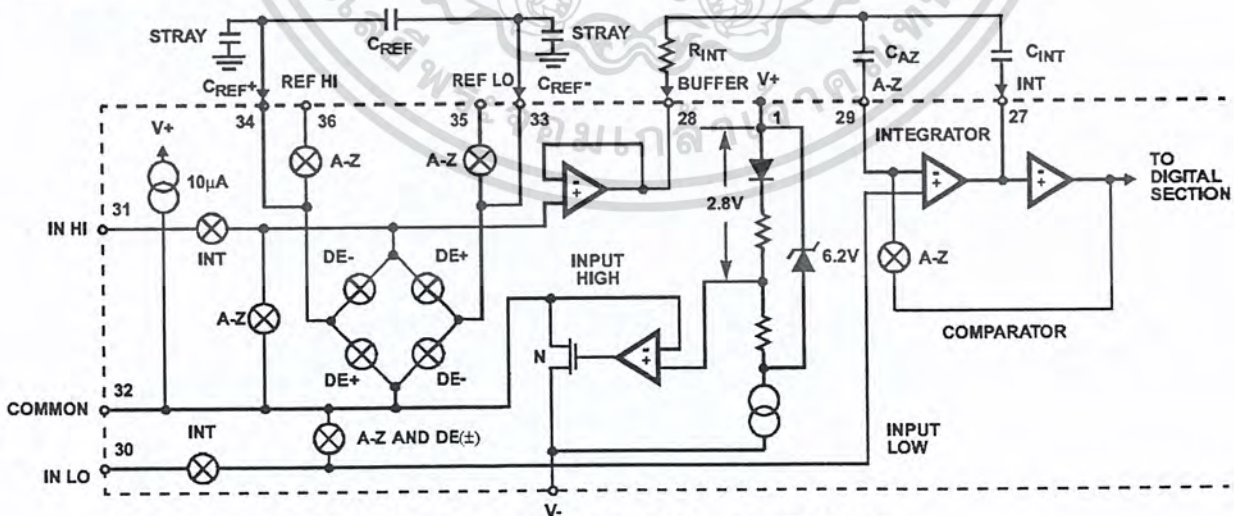 STRAY
CREF
STRAY
RINT
CAZ
CINT
CREF+
REF HI
REF LO
CREF-
BUFFER
V+
A-Z
INT
34
36
35
33
28
1
29
27
V+
10µA
A-Z
A-Z
INTEGRATOR
TO
DIGITAL
SECTION
31
IN HI
INT
2.8V
6.2V
DE-
DE+
INPUT
HIGH
A-Z
A-Z
N
COMPARATOR
DE+
DE-
32
COMMON
INT
A-Z AND DE(±)
INPUT
LOW
30
IN LO
V-